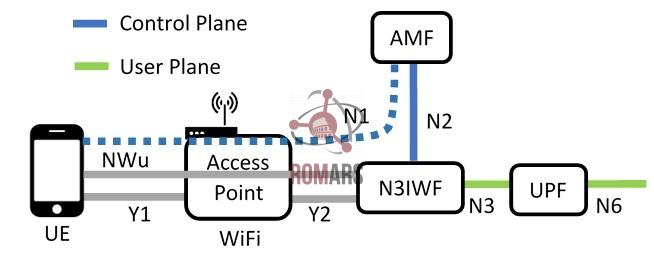 Control Plane
User Plane
AMF
N1
N2
NWu
Access
Point
ROMARS
N3IWF
UPF
N3
N6
Y1
Y2
UE
WiFi